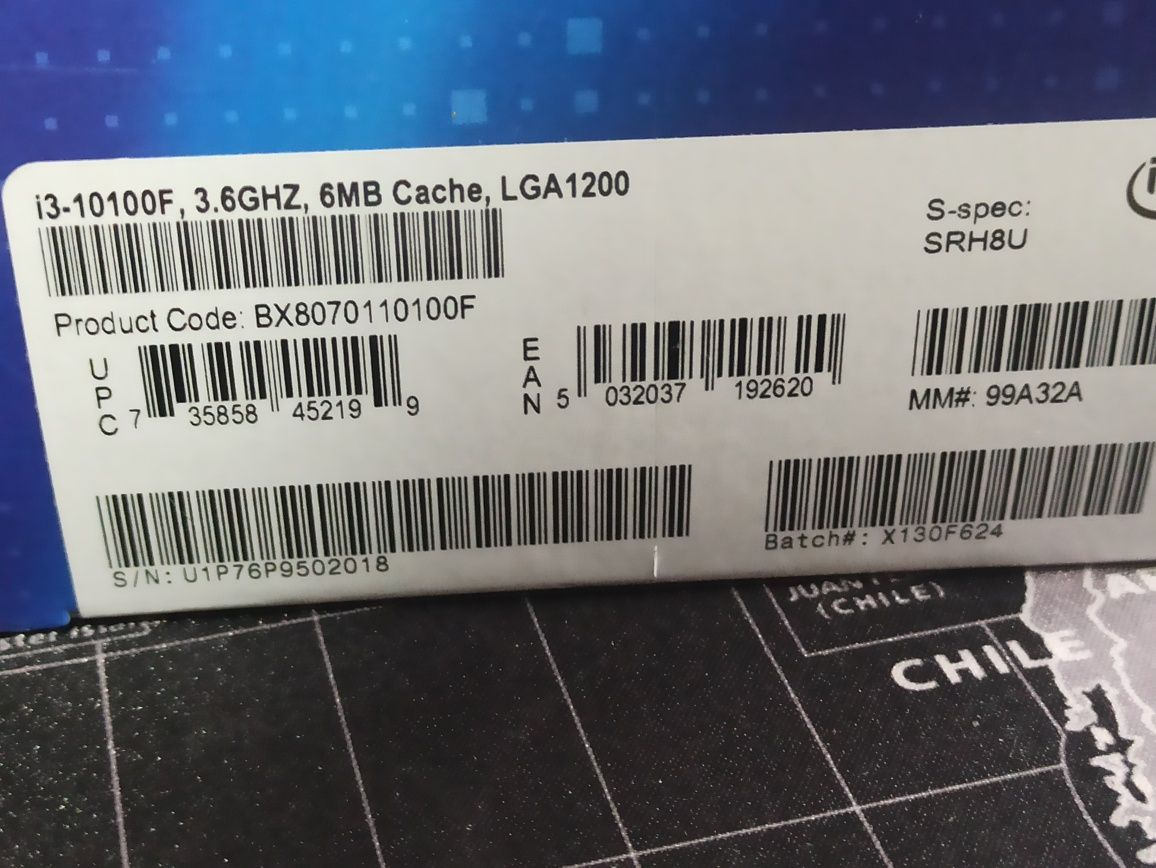 i3-10100F, 3.6GHZ, 6MB Cache, LGA1200
S-spec:
SRH8U
Product Code: BX8070110100F
UPC
7 35858 45219 9
EAN
5 032037 192620
MM#: 99A32A
S/N: U1P76P9502018
Batch#: X130F624
(CHILE)
CHILE